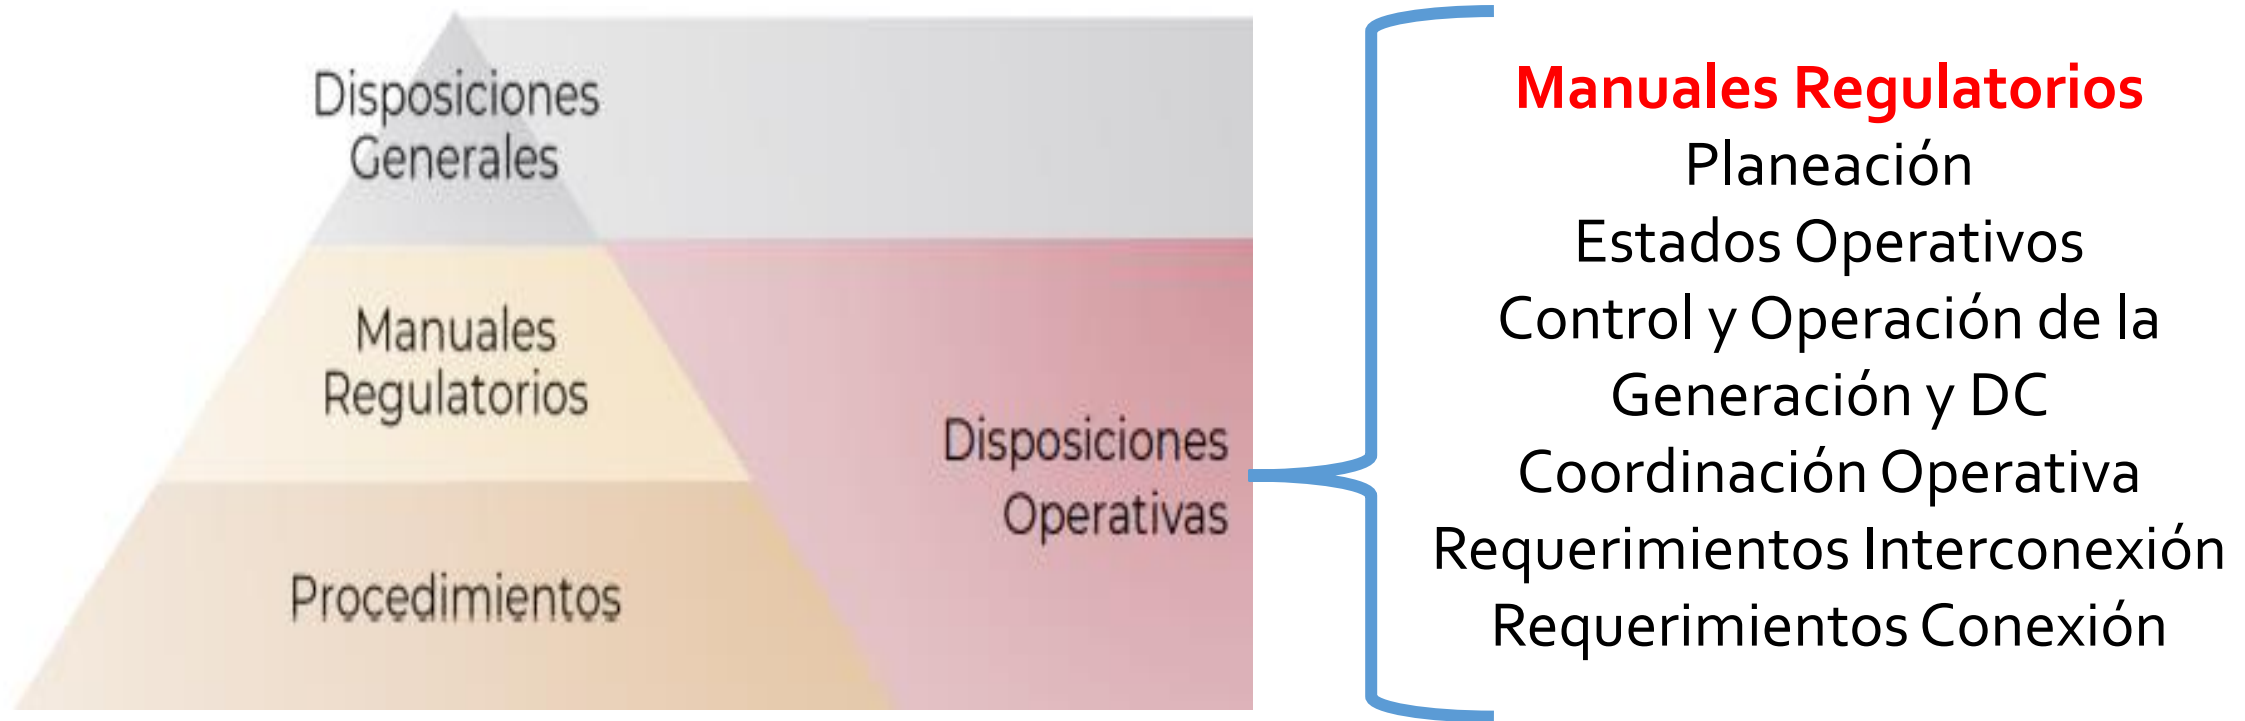 Disposiciones
Generales
Manuales
Regulatorios
Procedimientos
Disposiciones
Operativas
Manuales Regulatorios
Planeación
Estados Operativos
Control y Operación de la
Generación y DC
Coordinación Operativa
Requerimientos Interconexión
Requerimientos Conexión